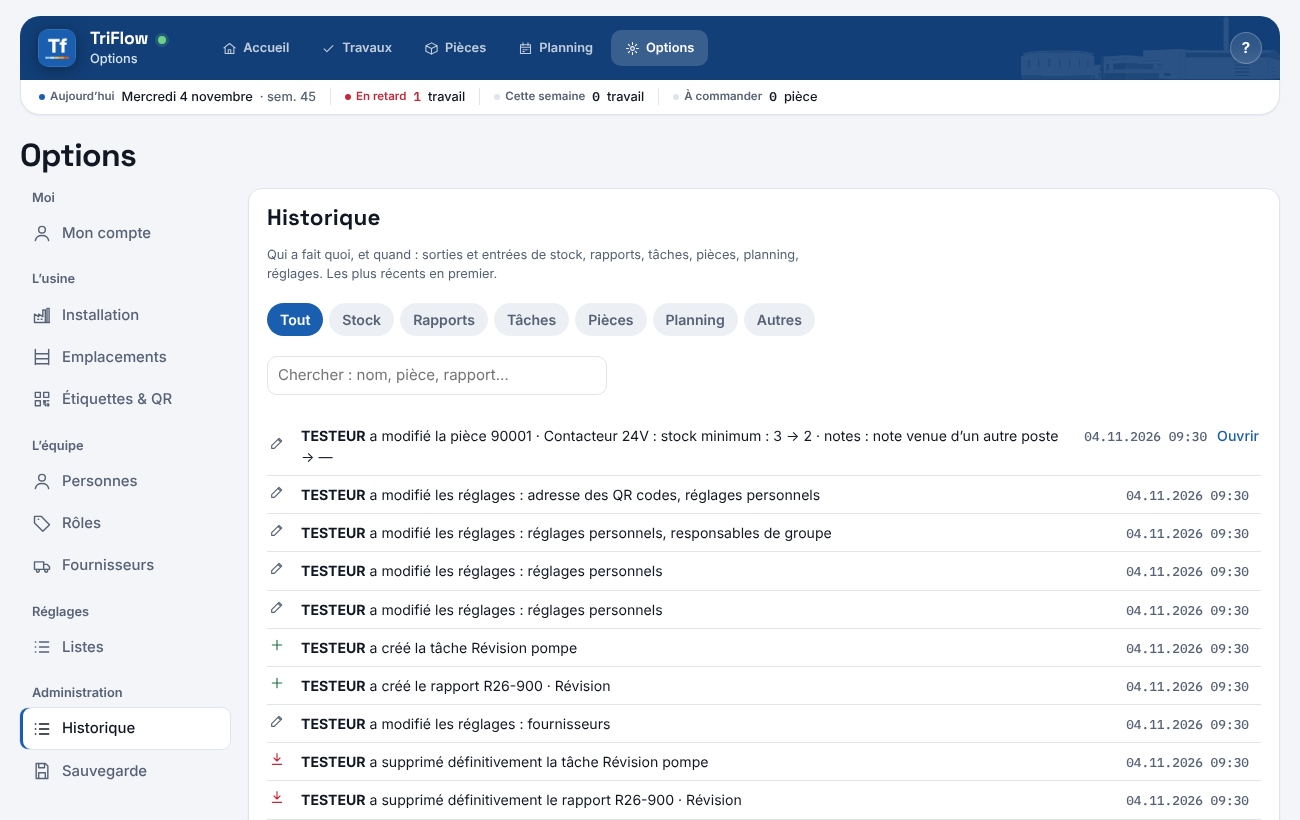 Tf
TriFlow
Options
Accueil
Travaux
Pièces
Planning
Options
?
Aujourd'hui Mercredi 4 novembre · sem. 45
En retard 1 travail
Cette semaine 0 travail
À commander 0 pièce
Options
Moi
Mon compte
L'usine
Installation
Emplacements
Étiquettes & QR
L'équipe
Personnes
Rôles
Fournisseurs
Réglages
Listes
Administration
Historique
Sauvegarde
Historique
Qui a fait quoi, et quand : sorties et entrées de stock, rapports, tâches, pièces, planning,
réglages. Les plus récents en premier.
Tout
Stock
Rapports
Tâches
Pièces
Planning
Autres
Chercher : nom, pièce, rapport…
TESTEUR a modifié la pièce 90001 · Contacteur 24V : stock minimum : 3 → 2 · notes : note venue d'un autre poste
→ —
04.11.2026 09:30 Ouvrir
TESTEUR a modifié les réglages : adresse des QR codes, réglages personnels 04.11.2026 09:30
TESTEUR a modifié les réglages : réglages personnels, responsables de groupe 04.11.2026 09:30
TESTEUR a modifié les réglages : réglages personnels 04.11.2026 09:30
TESTEUR a modifié les réglages : réglages personnels 04.11.2026 09:30
TESTEUR a créé la tâche Révision pompe 04.11.2026 09:30
TESTEUR a créé le rapport R26-900 · Révision 04.11.2026 09:30
TESTEUR a modifié les réglages : fournisseurs 04.11.2026 09:30
TESTEUR a supprimé définitivement la tâche Révision pompe 04.11.2026 09:30
TESTEUR a supprimé définitivement le rapport R26-900 · Révision 04.11.2026 09:30